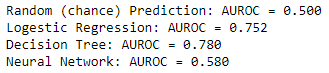 Random (chance) Prediction: AUROC = 0.500
Logestic Regression: AUROC = 0.752
Decision Tree: AUROC = 0.780
Neural Network: AUROC = 0.580